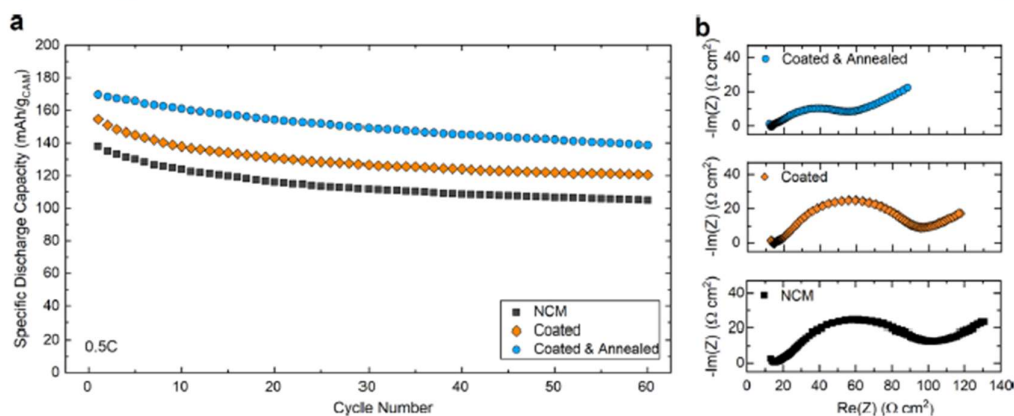 a
200
180
160
140
120
100
80
60
40
20
0
Specific Discharge Capacity (mAh/gCAM)
0.5C
NCM
Coated
Coated & Annealed
0 10 20 30 40 50 60
Cyclle Number
b
Coated & Annealed
40
20
0
-Im(Z) (Ω cm²)
Coated
40
20
0
-Im(Z) (Ω cm²)
NCM
40
20
0
-Im(Z) (Ω cm²)
0 20 40 60 80 100 120 140
Re(Z) (Ω cm²)